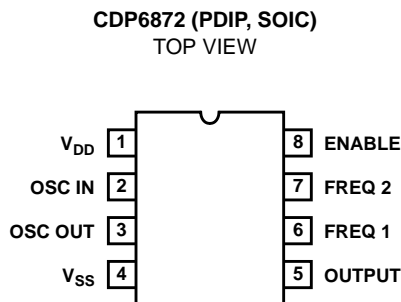 CDP6872 (PDIP, SOIC)
TOP VIEW
VDD 1 8 ENABLE
OSC IN 2 7 FREQ 2
OSC OUT 3 6 FREQ 1
VSS 4 5 OUTPUT